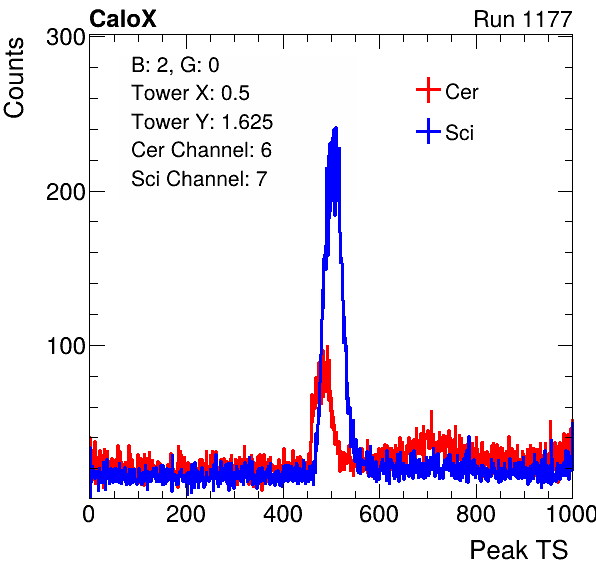 CaloX Run 1177
Counts
300
200
100
B: 2, G: 0
Tower X: 0.5
Tower Y: 1.625
Cer Channel: 6
Sci Channel: 7
Cer
Sci
0 200 400 600 800 1000
Peak TS